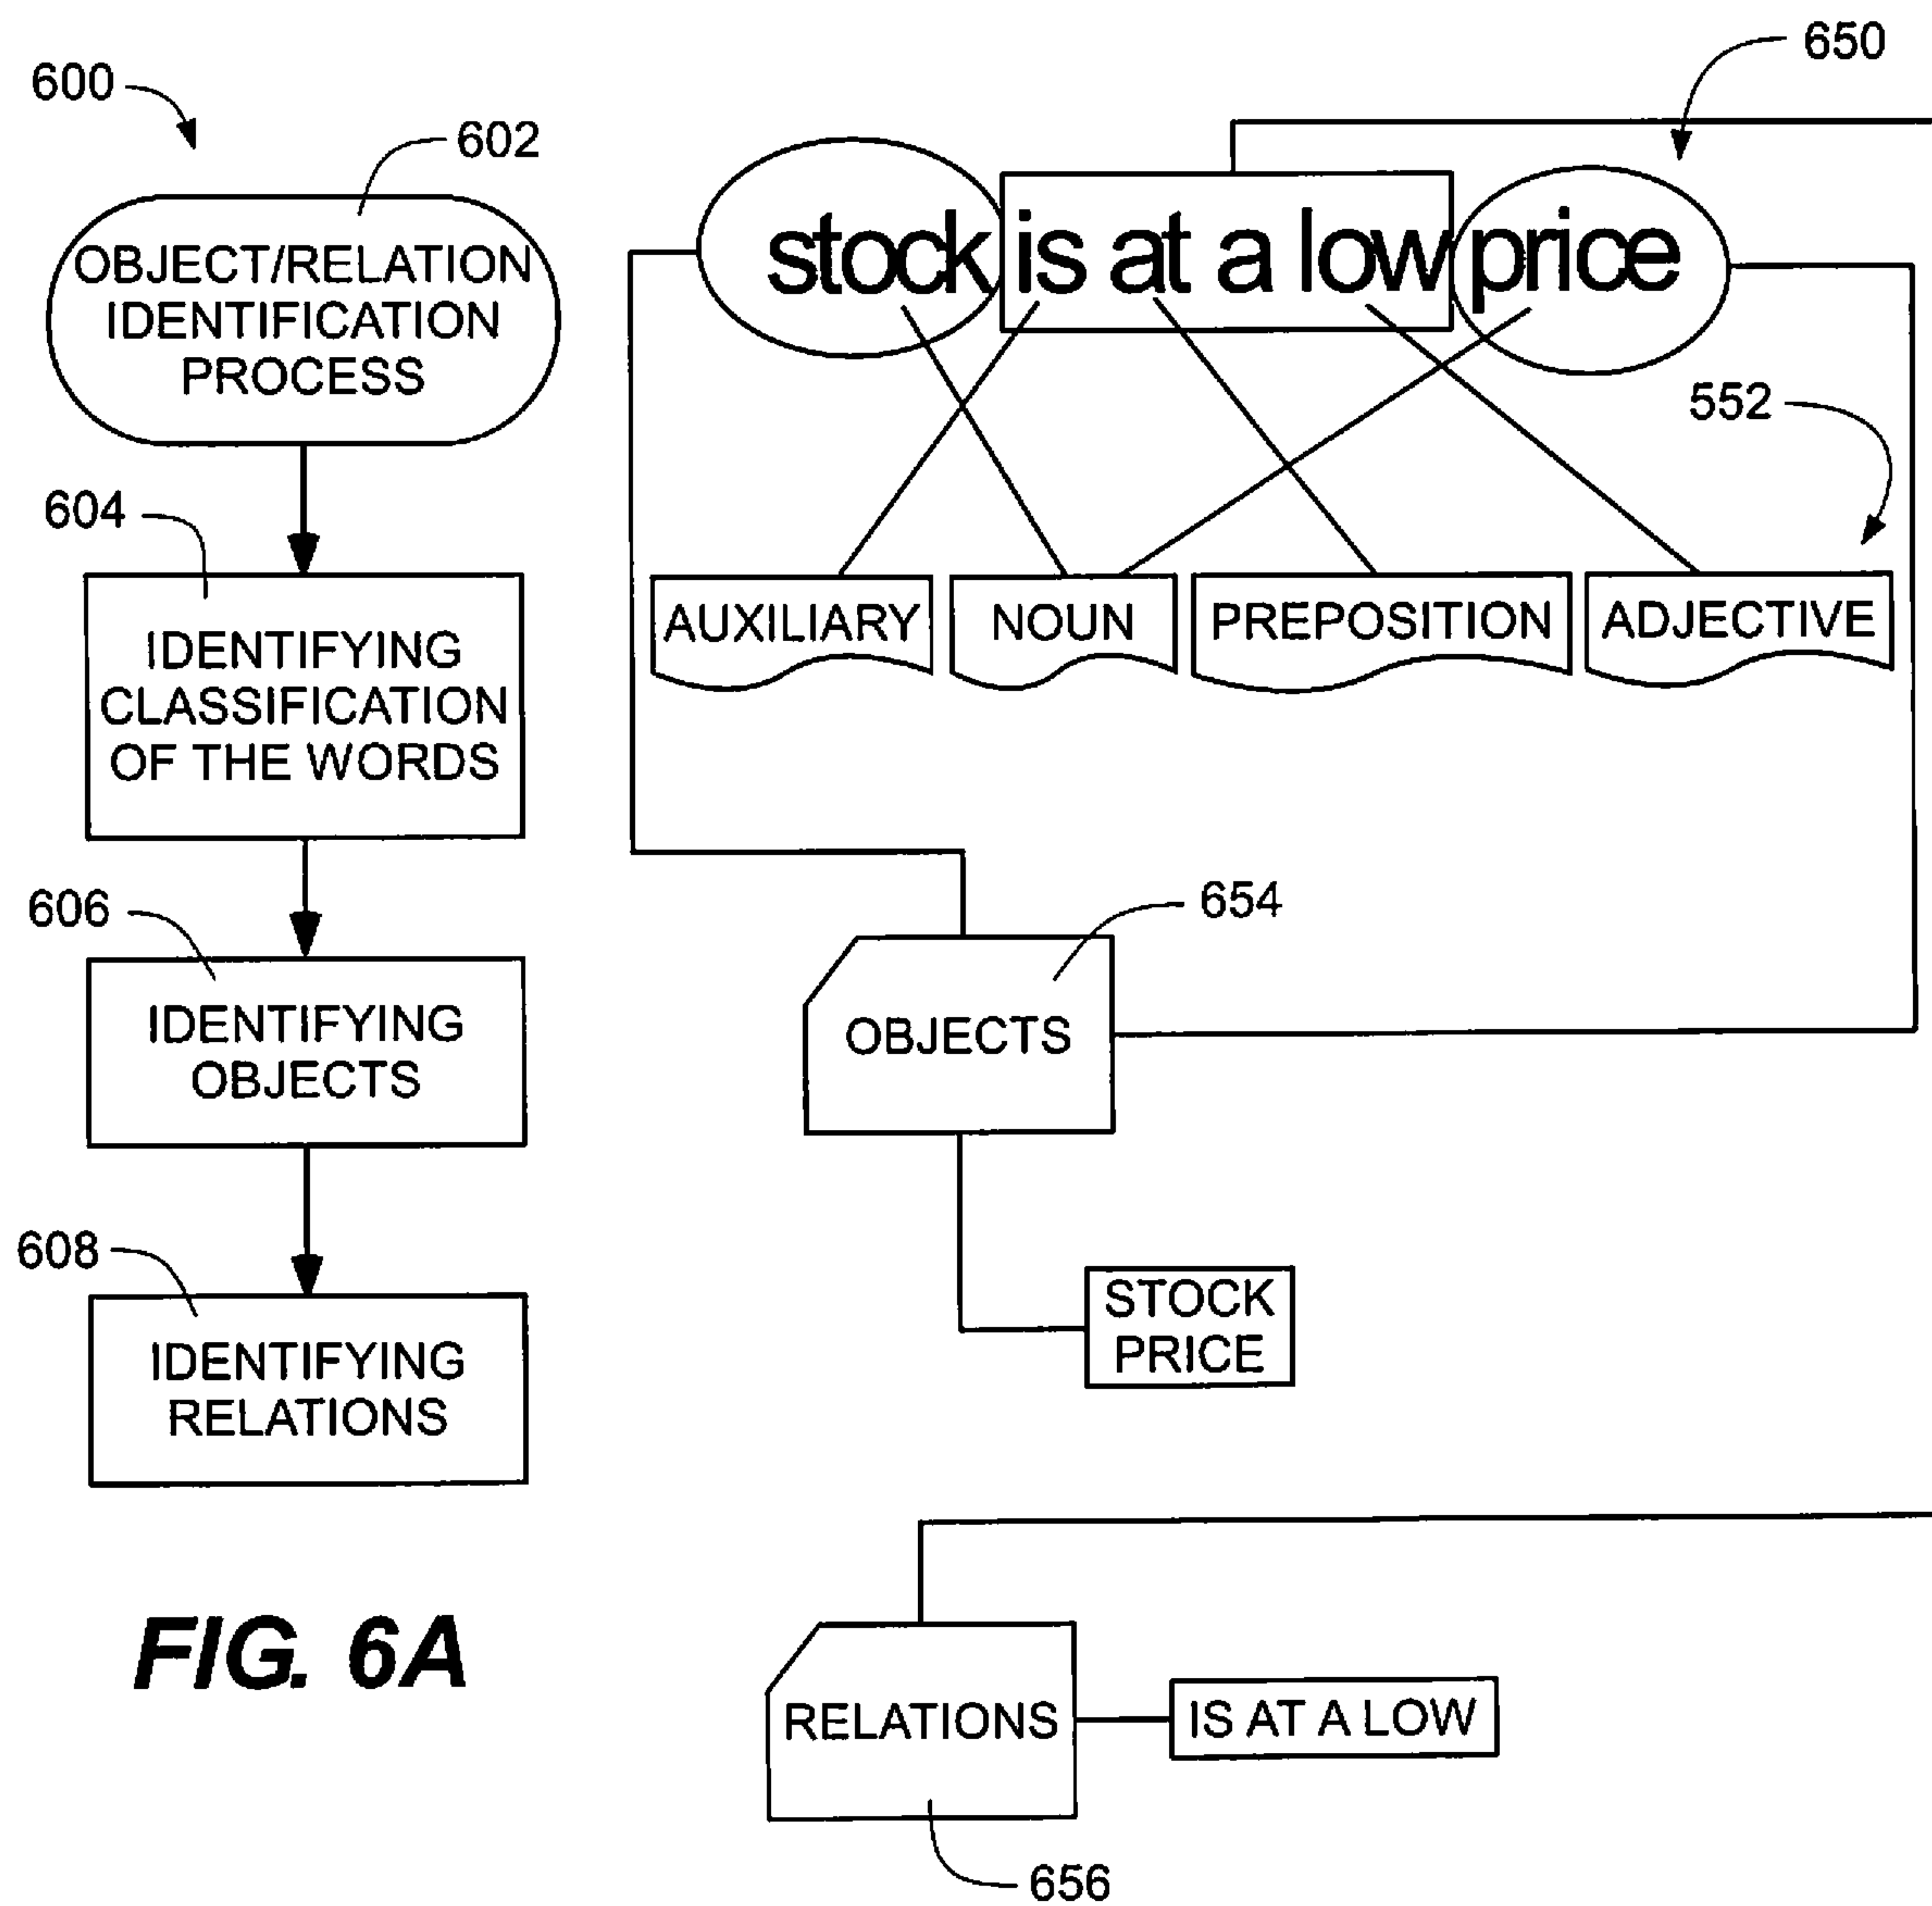 600
602
OBJECT/RELATION
IDENTIFICATION
PROCESS
604
IDENTIFYING
CLASSIFICATION
OF THE WORDS
606
IDENTIFYING
OBJECTS
608
IDENTIFYING
RELATIONS
FIG. 6A
650
stock is at a low price
552
AUXILIARY NOUN PREPOSITION ADJECTIVE
654
OBJECTS
STOCK
PRICE
RELATIONS IS AT A LOW
656